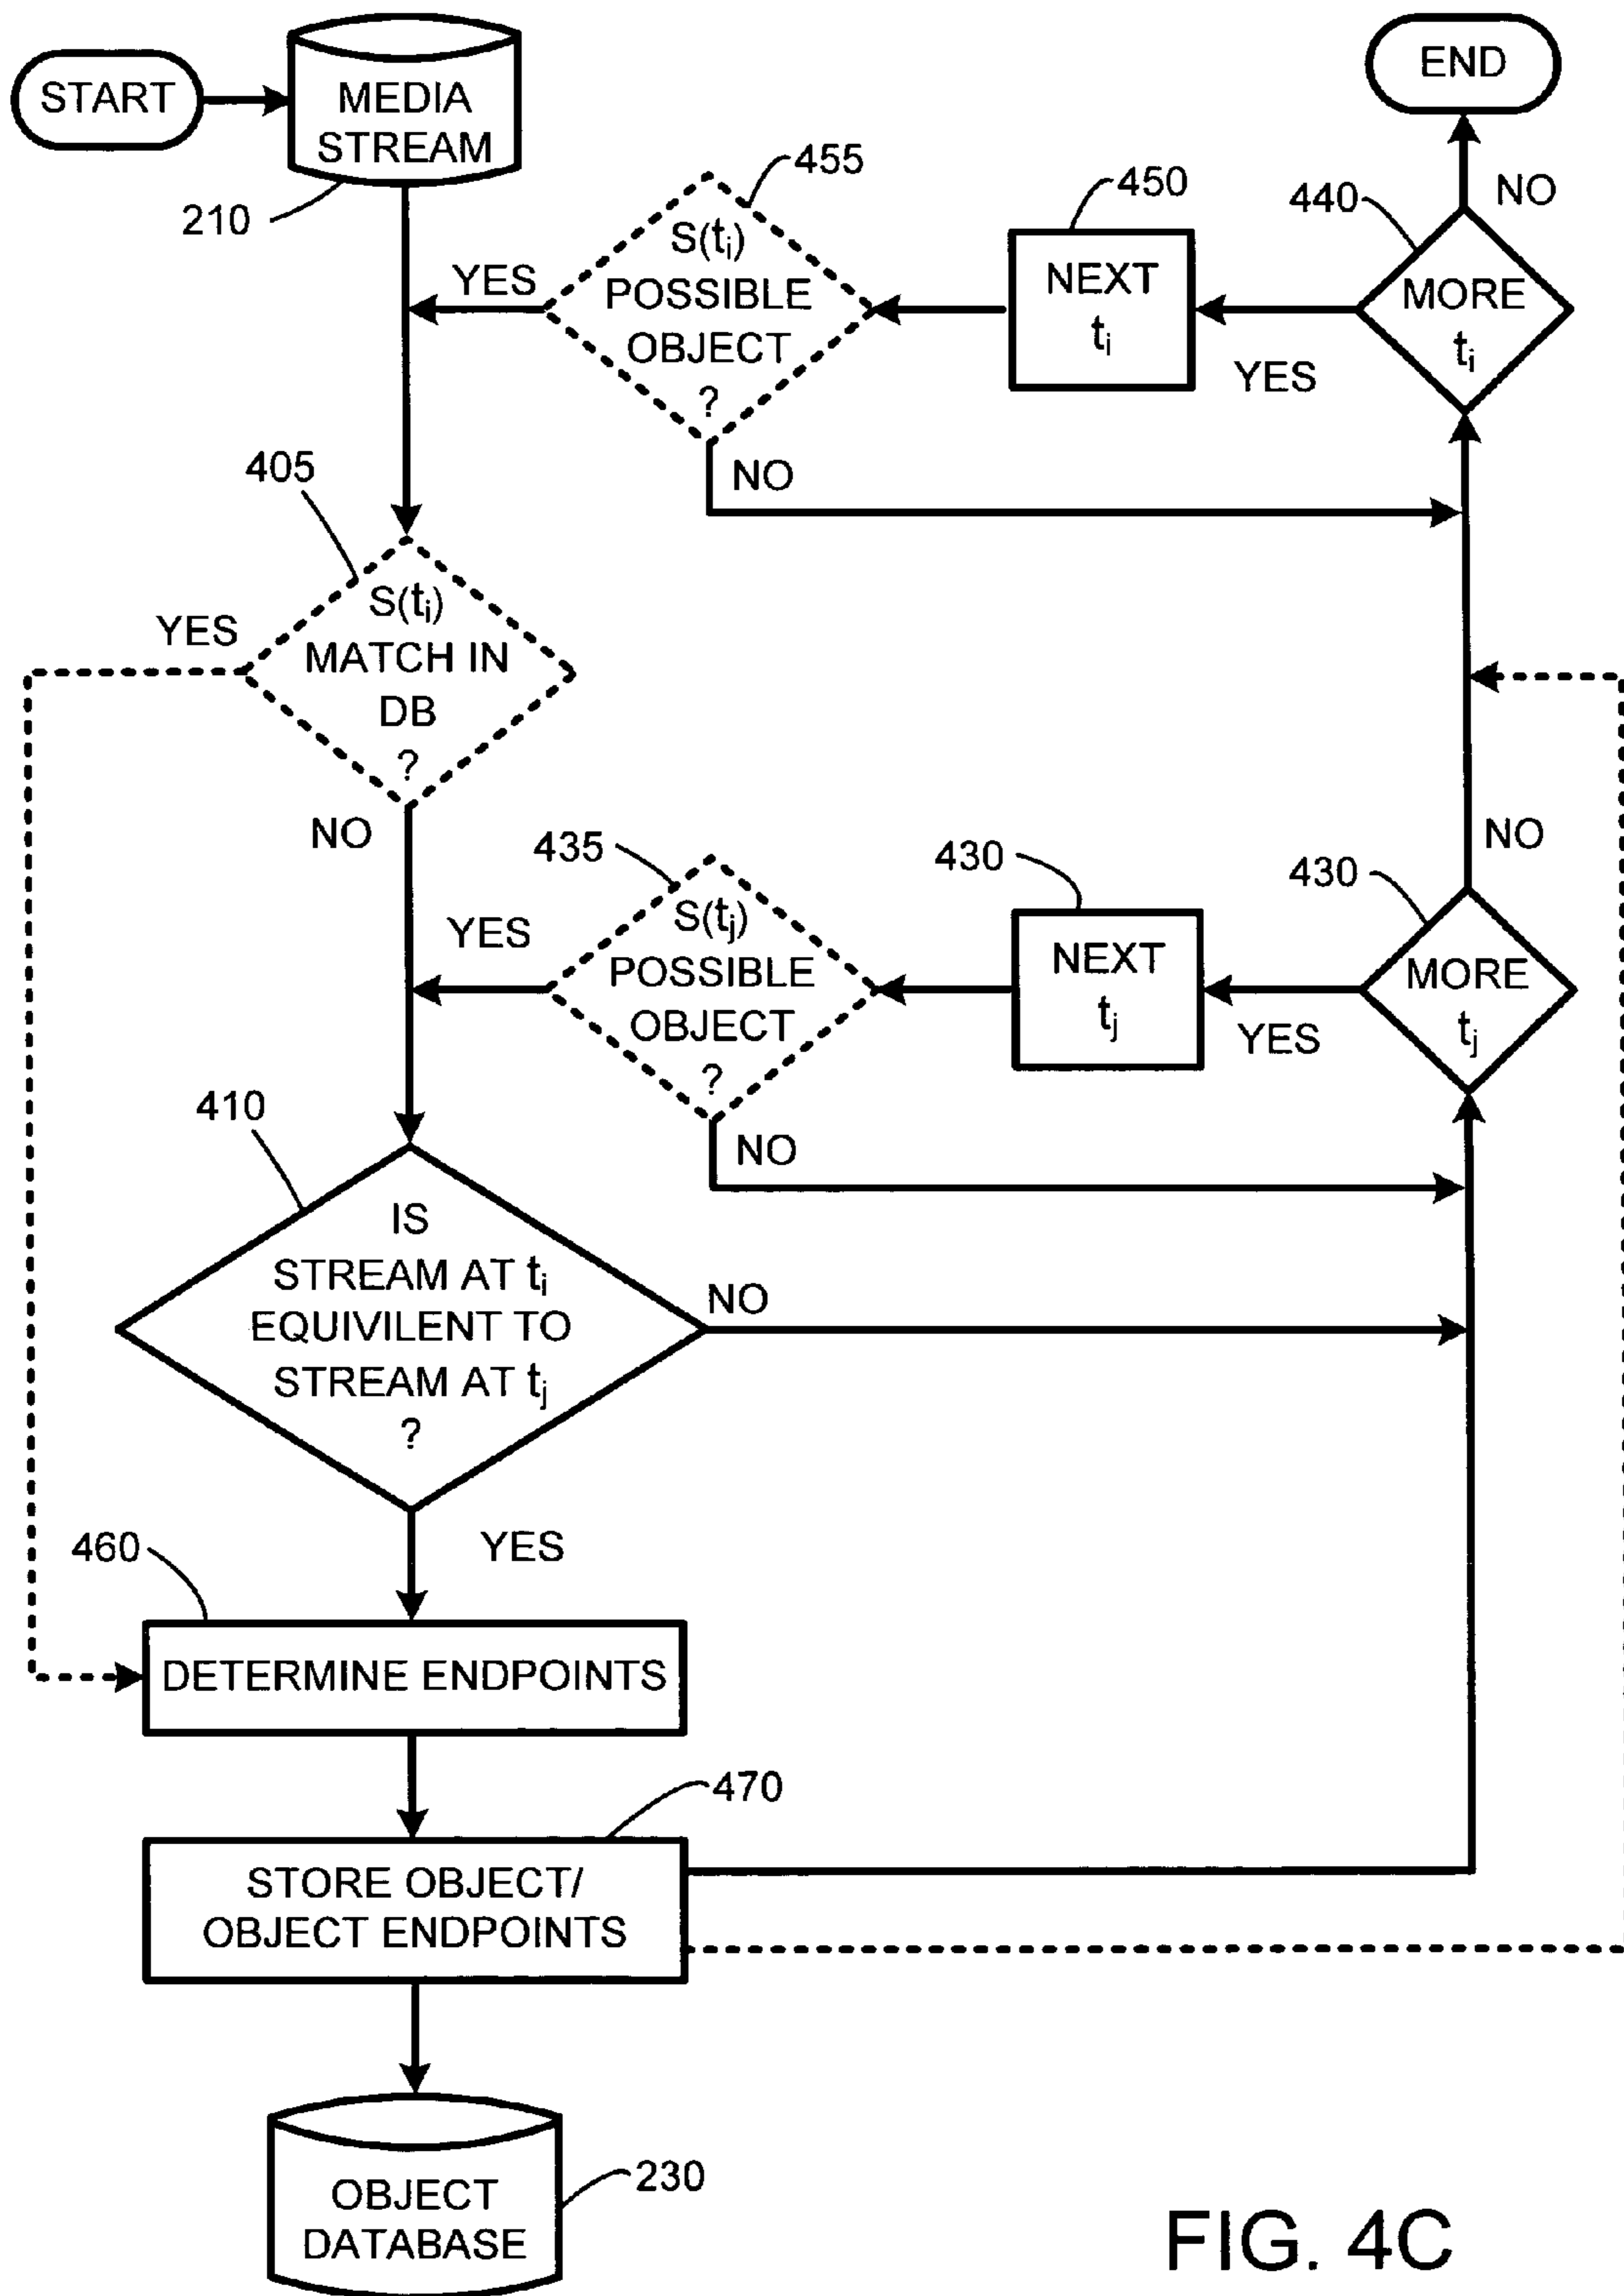 START
MEDIA
STREAM
210
END
NO
455
S(ti)
POSSIBLE
OBJECT
?
YES
NO
450
NEXT
ti
440
MORE
ti
YES
405
S(ti)
MATCH IN
DB
?
YES
NO
435
S(tj)
POSSIBLE
OBJECT
?
YES
NO
430
NEXT
tj
430
MORE
tj
YES
NO
410
IS
STREAM AT ti
EQUIVILENT TO
STREAM AT tj
?
NO
YES
460
DETERMINE ENDPOINTS
470
STORE OBJECT/
OBJECT ENDPOINTS
230
OBJECT
DATABASE
FIG. 4C